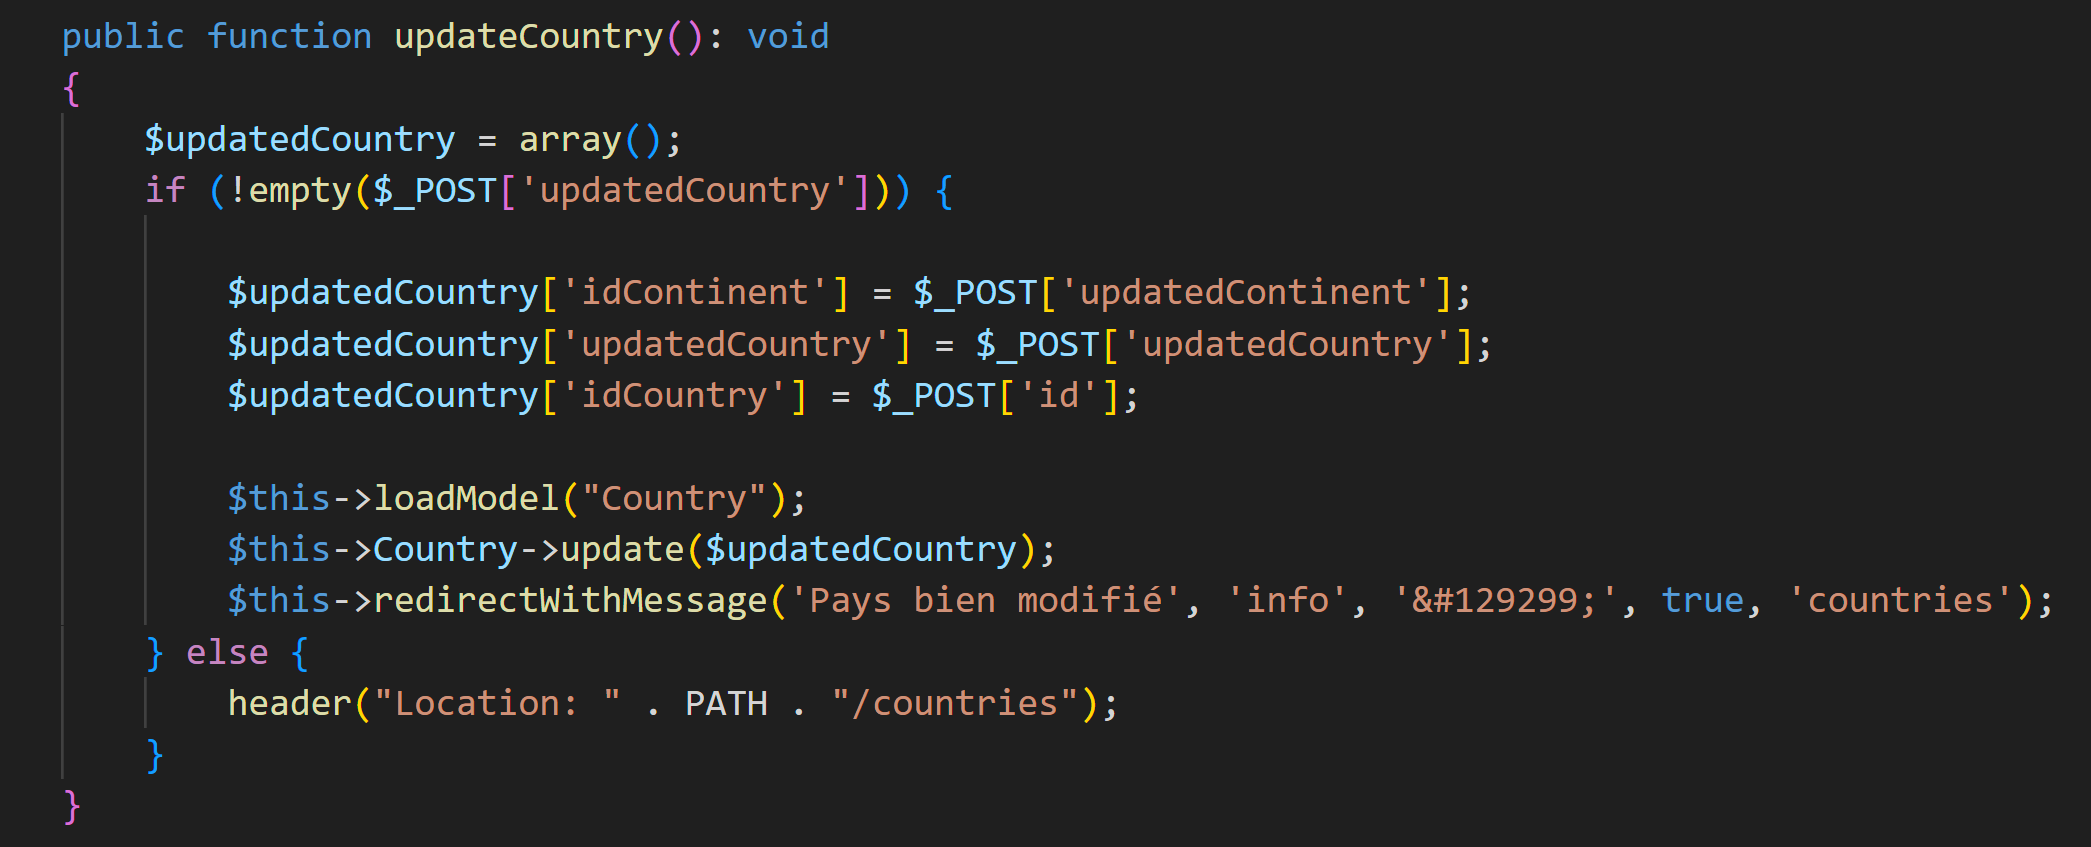 public function updateCountry(): void
{
$updatedCountry = array();
if (!empty($_POST['updatedCountry'])) {
$updatedCountry['idContinent'] = $_POST['updatedContinent'];
$updatedCountry['updatedCountry'] = $_POST['updatedCountry'];
$updatedCountry['idCountry'] = $_POST['id'];
$this->loadModel("Country");
$this->Country->update($updatedCountry);
$this->redirectWithMessage('Pays bien modifié', 'info', '&#129299;', true, 'countries');
} else {
header("Location: " . PATH . "/countries");
}
}